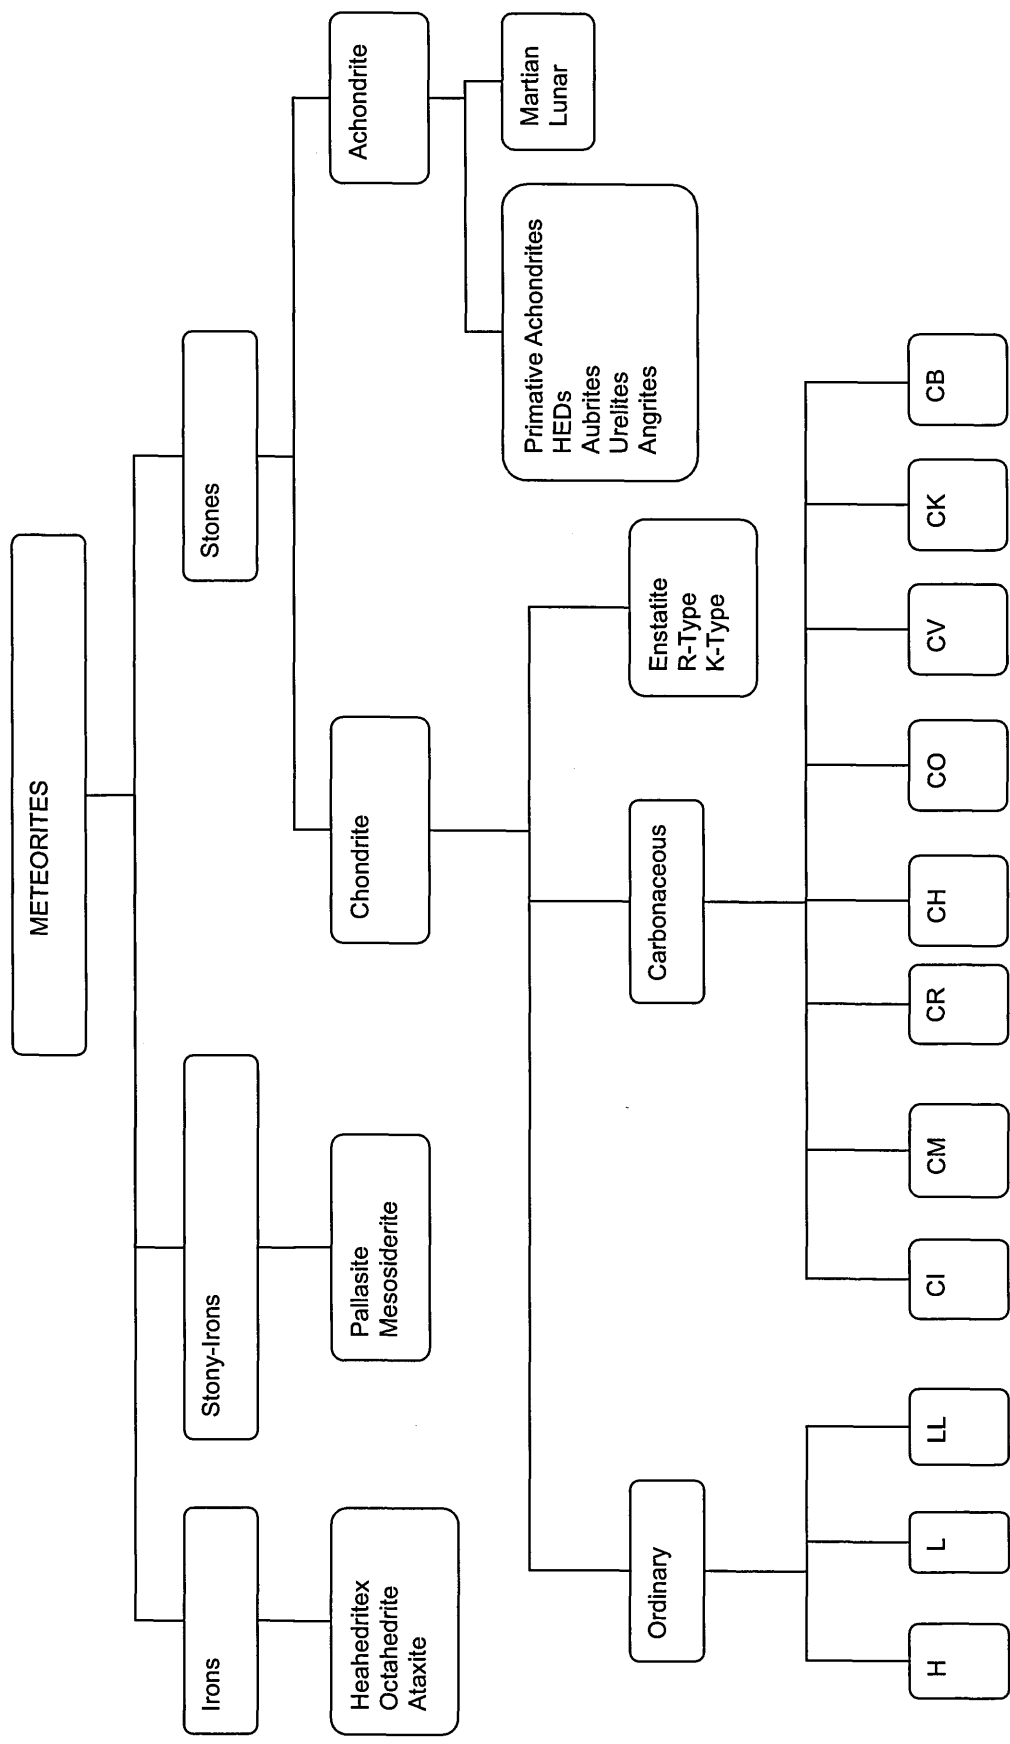 METEORITES
Irons
Stony-Irons
Stones
Heahedritex
Octahedrite
Ataxite
Pallasite
Mesosiderite
Chondrite
Achondrite
Primative Achondrites
HEDs
Aubrites
Urelites
Angrites
Martian
Lunar
Ordinary
Carbonaceous
Enstatite
R-Type
K-Type
H
L
LL
CI
CM
CR
CH
CO
CV
CK
CB